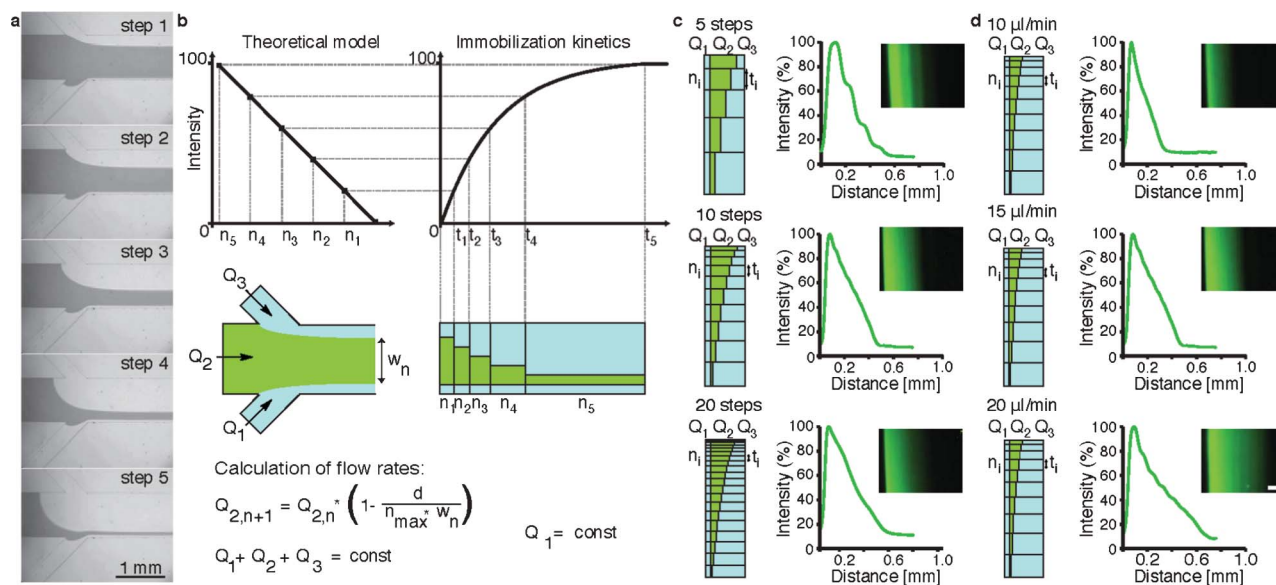 a
step 1
step 2
step 3
step 4
step 5
1 mm
b
Theoretical model
Immobilization kinetics
100
Intensity
0
n5 n4 n3 n2 n1
100
0
t1 t2 t3 t4 t5
Q3
Q2
wn
Q1
n1 n2 n3 n4 n5
Calculation of flow rates:
Q2,n+1 = Q2,n* (1- d / nmax* wn)
Q1+ Q2 + Q3 = const
Q1= const
c
5 steps
Q1 Q2 Q3
ni
ti
Intensity (%)
100
80
60
40
20
0
0.2 0.6 1.0
Distance [mm]
10 steps
Q1 Q2 Q3
ni
ti
Intensity (%)
100
80
60
40
20
0
0.2 0.6 1.0
Distance [mm]
20 steps
Q1 Q2 Q3
ni
ti
Intensity (%)
100
80
60
40
20
0
0.2 0.6 1.0
Distance [mm]
d
10 µl/min
Q1 Q2 Q3
ni
ti
Intensity (%)
100
80
60
40
20
0
0.2 0.6 1.0
Distance [mm]
15 µl/min
Q1 Q2 Q3
ni
ti
Intensity (%)
100
80
60
40
20
0
0.2 0.6 1.0
Distance [mm]
20 µl/min
Q1 Q2 Q3
ni
ti
Intensity (%)
100
80
60
40
20
0
0.2 0.6 1.0
Distance [mm]